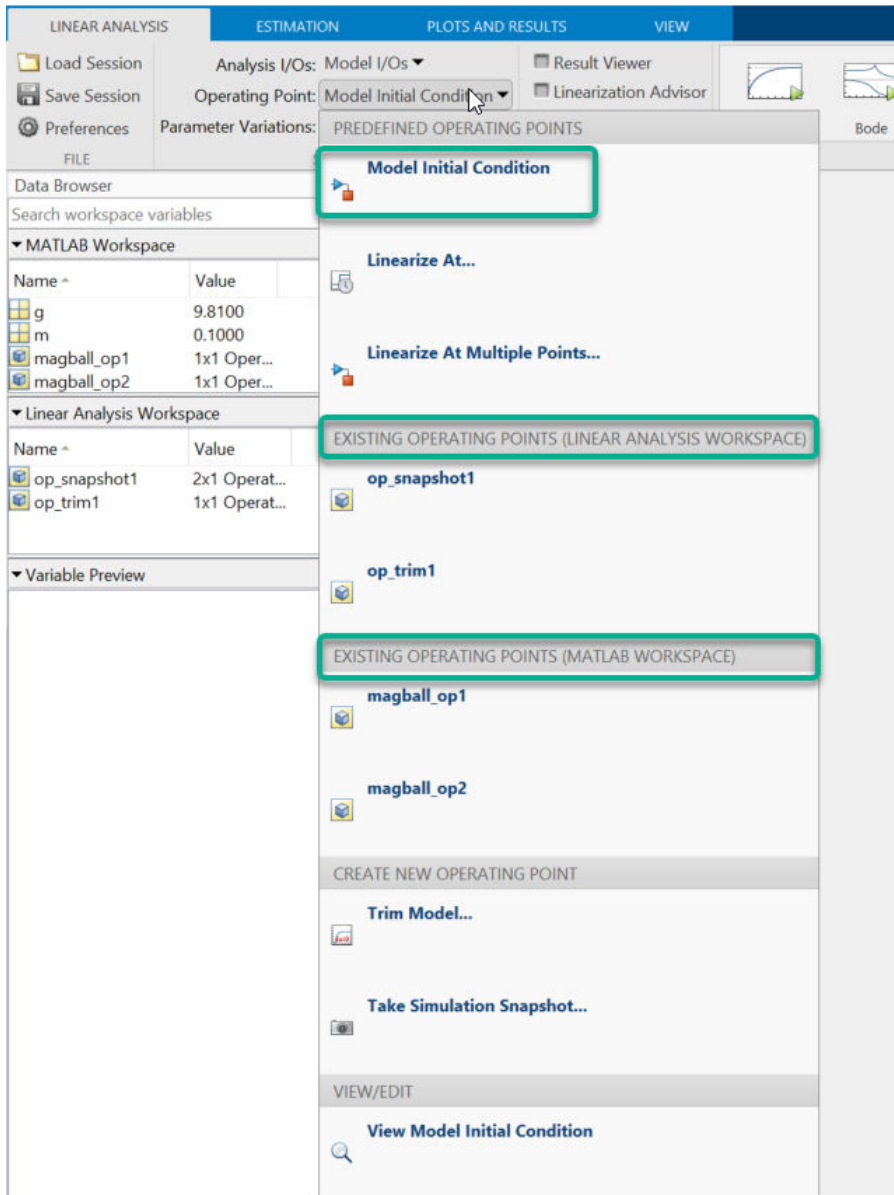 LINEAR ANALYSIS ESTIMATION PLOTS AND RESULTS VIEW
Load Session Analysis I/Os: Model I/Os Result Viewer
Save Session Operating Point: Model Initial Condition Linearization Advisor
Preferences Parameter Variations: Bode
FILE
Data Browser
Search workspace variables
MATLAB Workspace
Name Value
g 9.8100
m 0.1000
magball_op1 1x1 Oper...
magball_op2 1x1 Oper...
Linear Analysis Workspace
Name Value
op_snapshot1 2x1 Operat...
op_trim1 1x1 Operat...
Variable Preview
PREDEFINED OPERATING POINTS
Model Initial Condition
Linearize At...
Linearize At Multiple Points...
EXISTING OPERATING POINTS (LINEAR ANALYSIS WORKSPACE)
op_snapshot1
op_trim1
EXISTING OPERATING POINTS (MATLAB WORKSPACE)
magball_op1
magball_op2
CREATE NEW OPERATING POINT
Trim Model...
Take Simulation Snapshot...
VIEW/EDIT
View Model Initial Condition